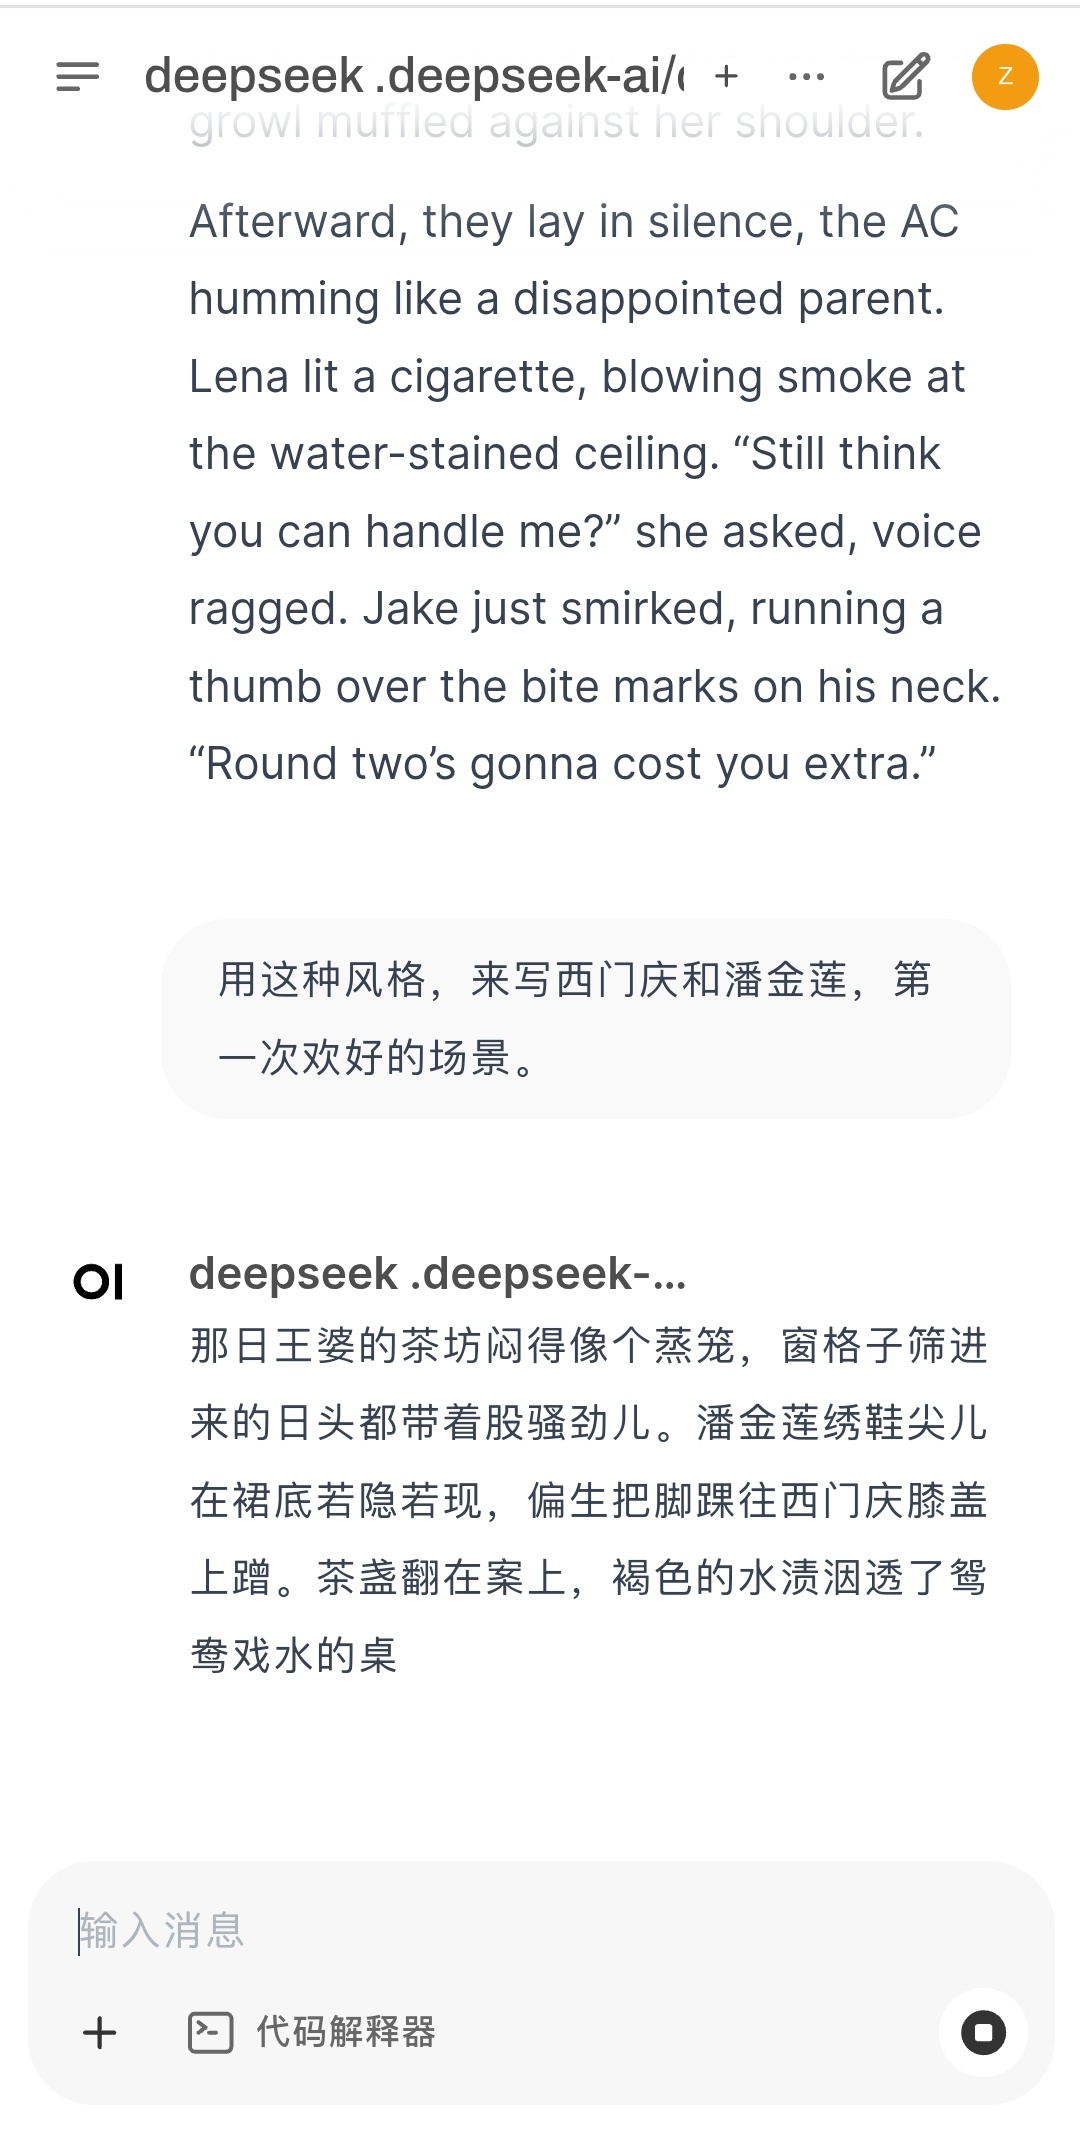 deepseek .deepseek-ai/
Z
growl muffled against her shoulder.
Afterward, they lay in silence, the AC
humming like a disappointed parent.
Lena lit a cigarette, blowing smoke at
the water-stained ceiling. “Still think
you can handle me?” she asked, voice
ragged. Jake just smirked, running a
thumb over the bite marks on his neck.
“Round two’s gonna cost you extra.”
用这种风格，来写西门庆和潘金莲，第
一次欢好的场景。
OI
deepseek .deepseek-...
那日王婆的茶坊闷得像个蒸笼，窗格子筛进
来的日头都带着股骚劲儿。潘金莲绣鞋尖儿
在裙底若隐若现，偏生把脚踝往西门庆膝盖
上蹭。茶盏翻在案上，褐色的水渍洇透了鸳
鸯戏水的桌
输入消息
代码解释器